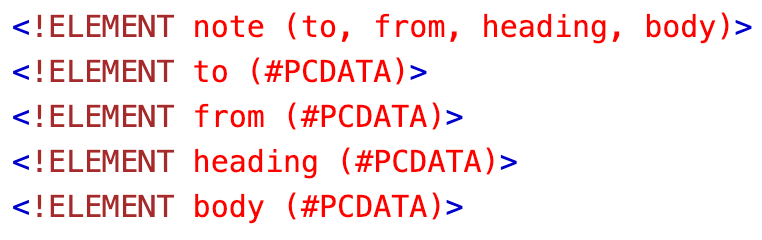 <!ELEMENT note (to, from, heading, body)>
<!ELEMENT to (#PCDATA)>
<!ELEMENT from (#PCDATA)>
<!ELEMENT heading (#PCDATA)>
<!ELEMENT body (#PCDATA)>